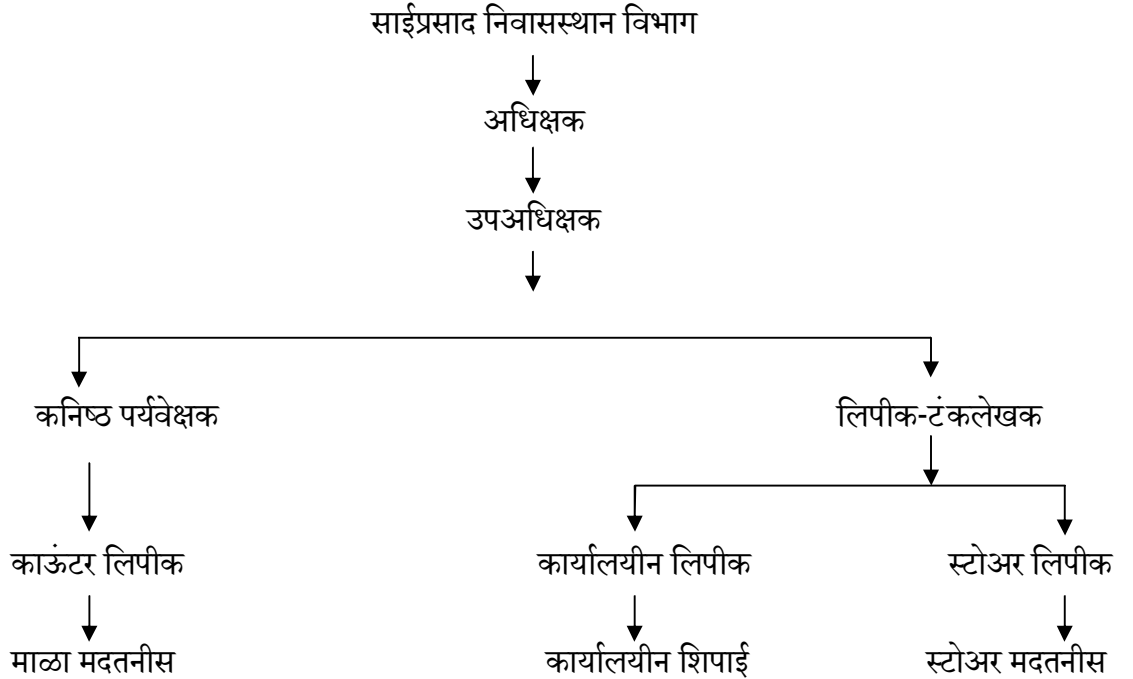 साईप्रसाद निवासस्थान विभाग
अधिक्षक
उपअधिक्षक
कनिष्ठ पर्यवेक्षक
लिपीक-टंकलेखक
काऊंटर लिपीक
कार्यालयीन लिपीक
स्टोअर लिपीक
माळा मदतनीस
कार्यालयीन शिपाई
स्टोअर मदतनीस